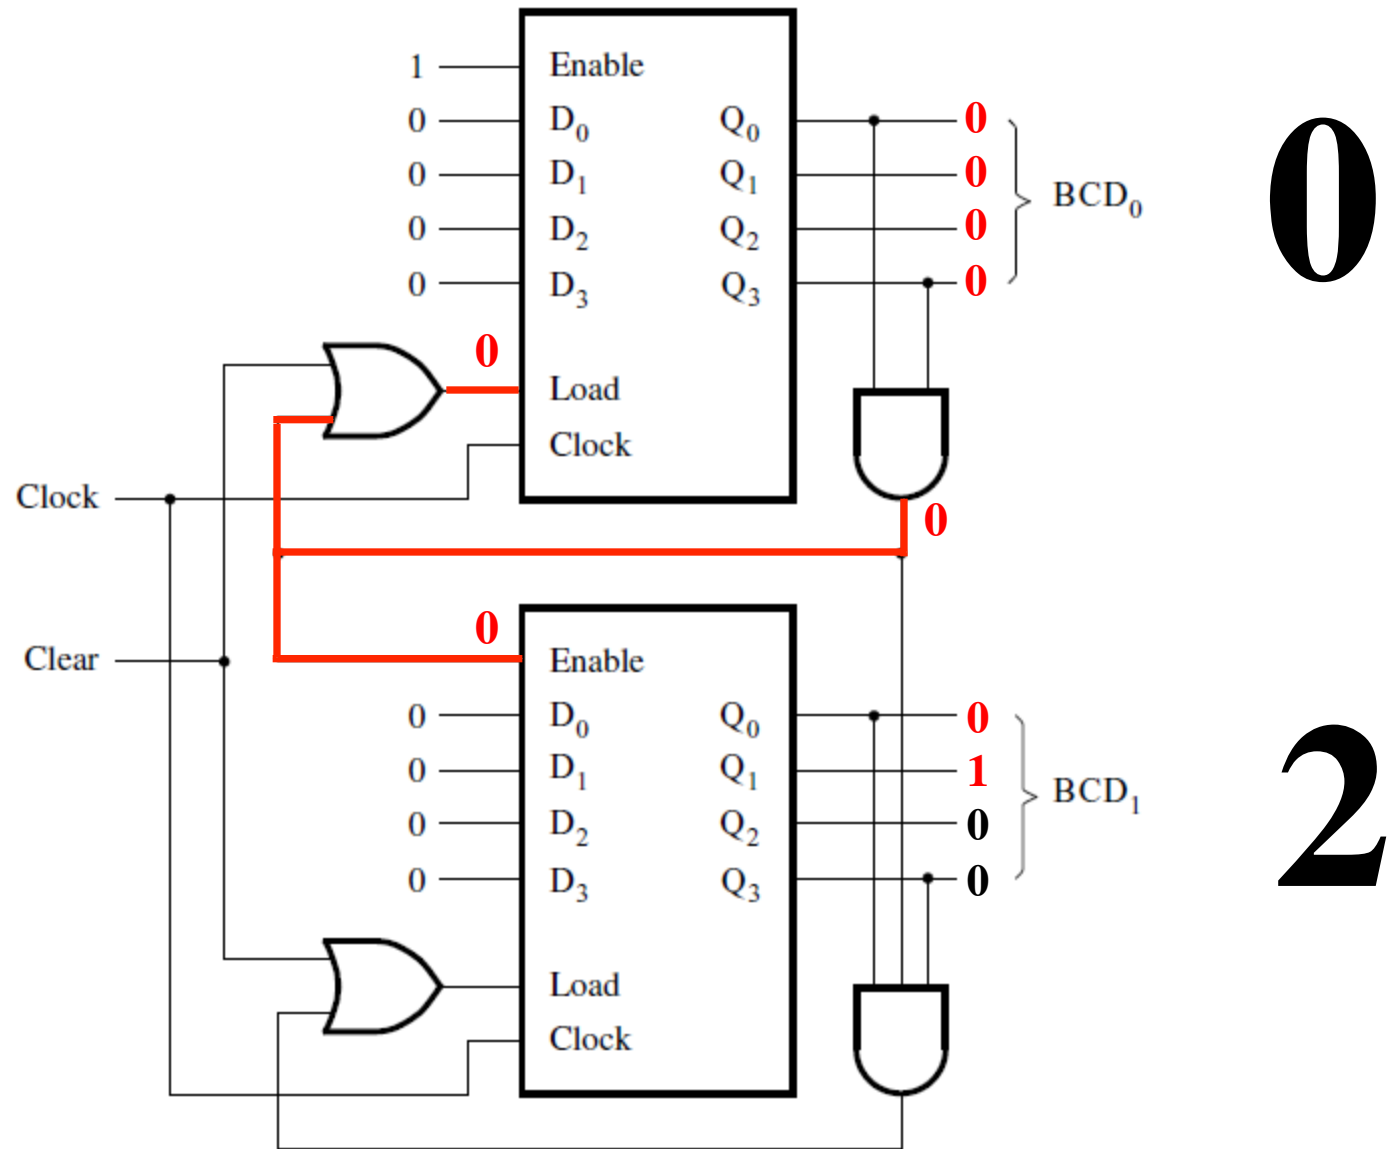 1 Enable
0 D0 Q0 0
0 D1 Q1 0
0 D2 Q2 0
0 D3 Q3 0
BCD0
0
0 Load
Clock
Clock
0
0
Clear
Enable
0 D0 Q0 0
0 D1 Q1 1
0 D2 Q2 0
0 D3 Q3 0
BCD1
2
Load
Clock